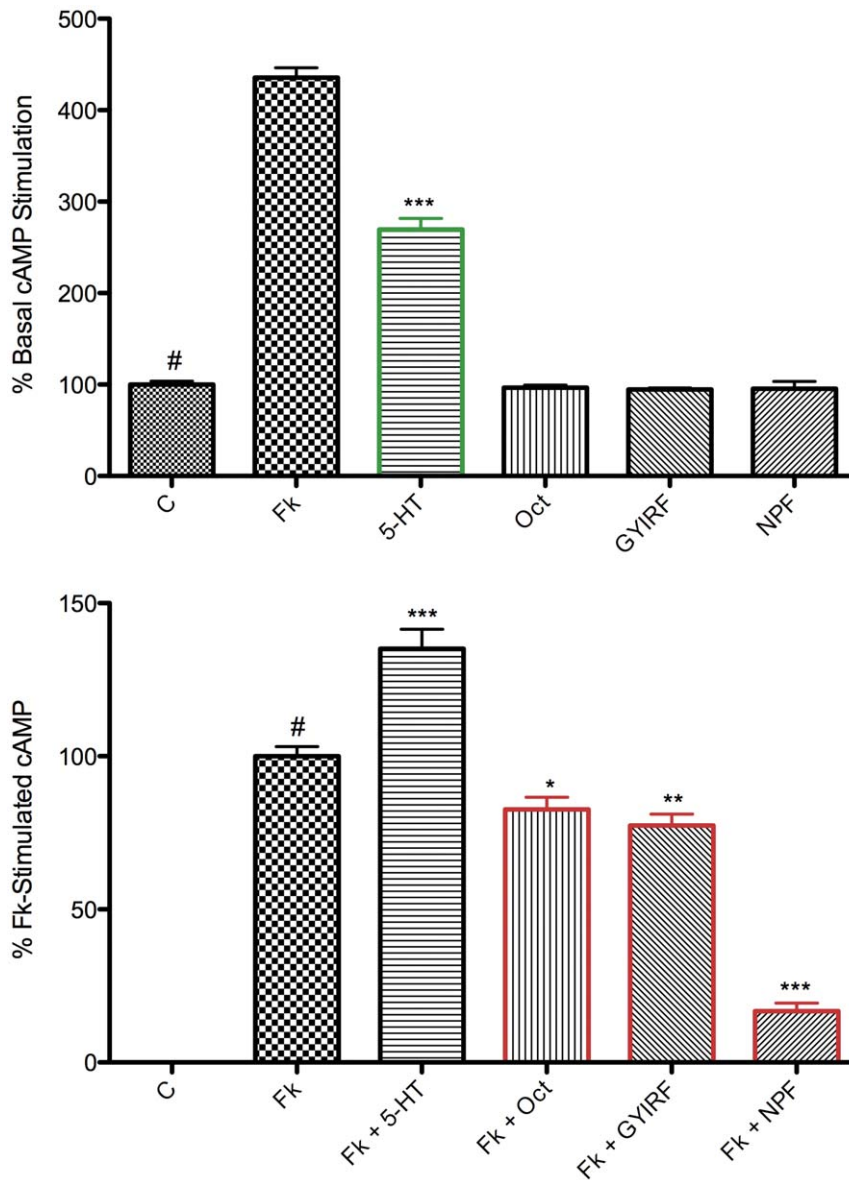 % Basal cAMP Stimulation
500
400
300
200
100
0
#
***
C
Fk
5-HT
Oct
GYIRF
NPF
% Fk-Stimulated cAMP
150
100
50
0
#
***
*
**
***
C
Fk
Fk + 5-HT
Fk + Oct
Fk + GYIRF
Fk + NPF